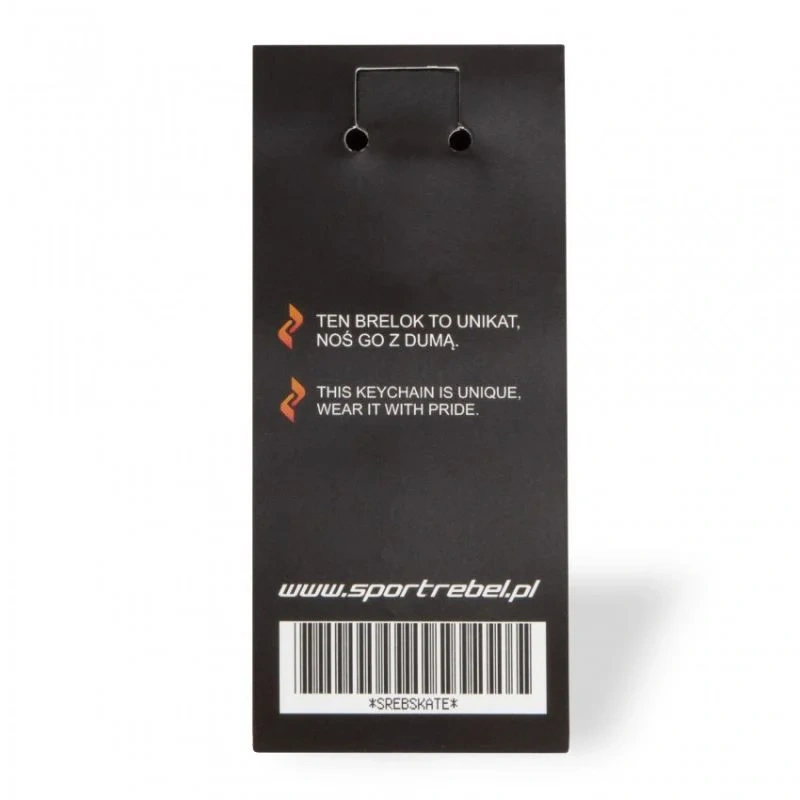 TEN BRELOK TO UNIKAT,
NOŚ GO Z DUMĄ.
THIS KEYCHAIN IS UNIQUE,
WEAR IT WITH PRIDE.
www.sportrebel.pl
*SREBSKATE*